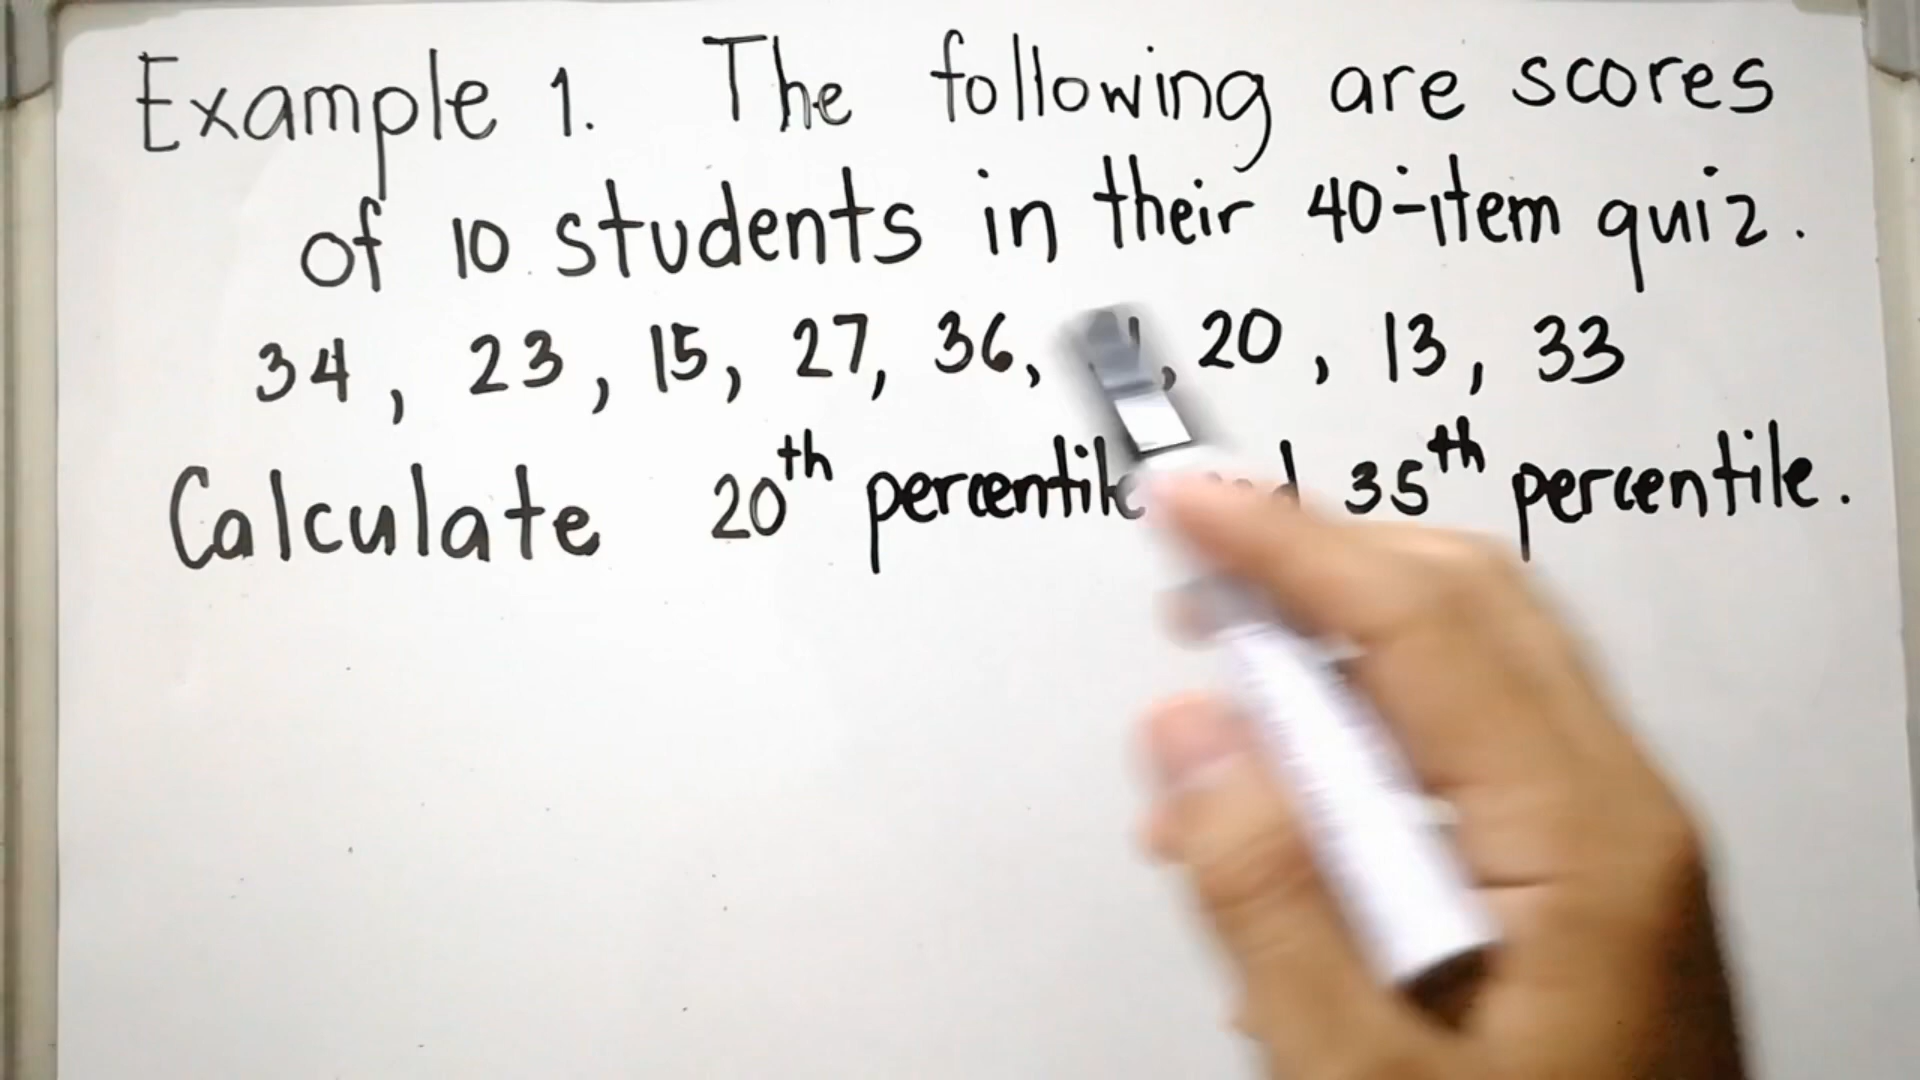 Example 1. The following are scores
of 10 students in their 40-item quiz.
34, 23, 15, 27, 36, , 20, 13, 33
Calculate 20th percentile 35th percentile.